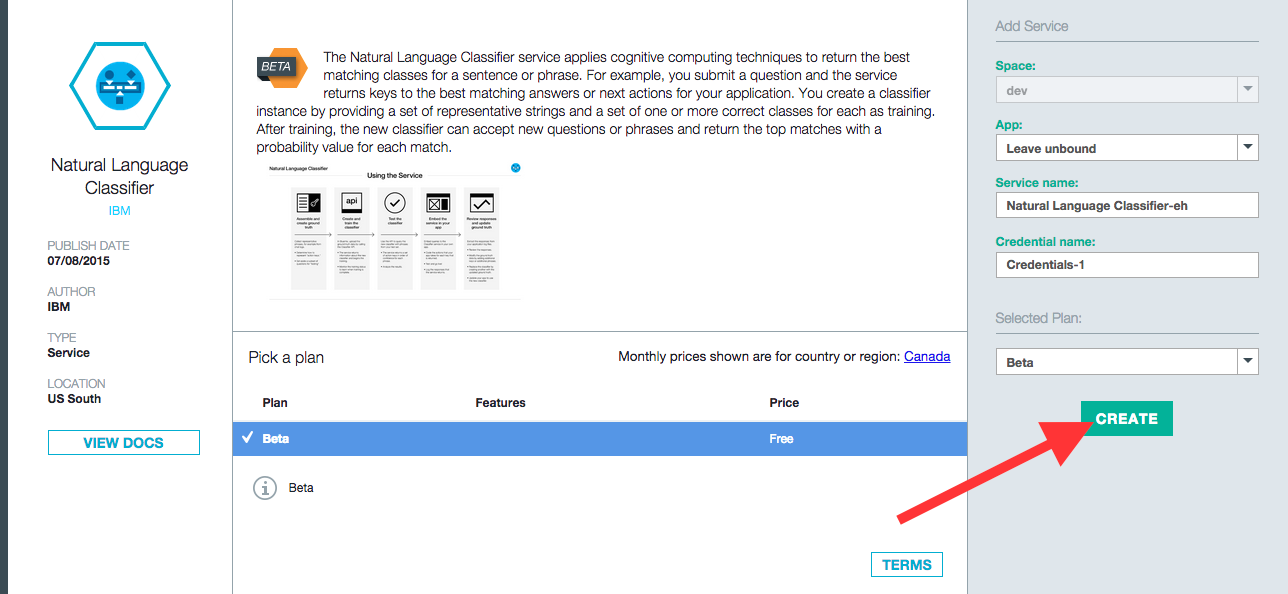 Natural Language
Classifier
IBM
PUBLISH DATE
07/08/2015
AUTHOR
IBM
TYPE
Service
LOCATION
US South
VIEW DOCS
BETA
The Natural Language Classifier service applies cognitive computing techniques to return the best
matching classes for a sentence or phrase. For example, you submit a question and the service
returns keys to the best matching answers or next actions for your application. You create a classifier
instance by providing a set of representative strings and a set of one or more correct classes for each as training.
After training, the new classifier can accept new questions or phrases and return the top matches with a
probability value for each match.
Natural Language Classifier
Using the Service
api
Assemble and
create ground
truth
Create and
train the
classifier
Test the
classifier
Embed the
service in your
app
Review responses
and update
ground truth
Pick a plan
Monthly prices shown are for country or region: Canada
Plan Features Price
Beta Free
Beta
TERMS
Add Service
Space:
dev
App:
Leave unbound
Service name:
Natural Language Classifier-eh
Credential name:
Credentials-1
Selected Plan:
Beta
CREATE